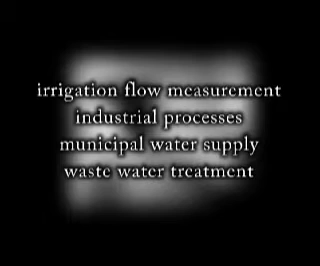 irrigation flow measurement
industrial processes
municipal water supply
waste water treatment